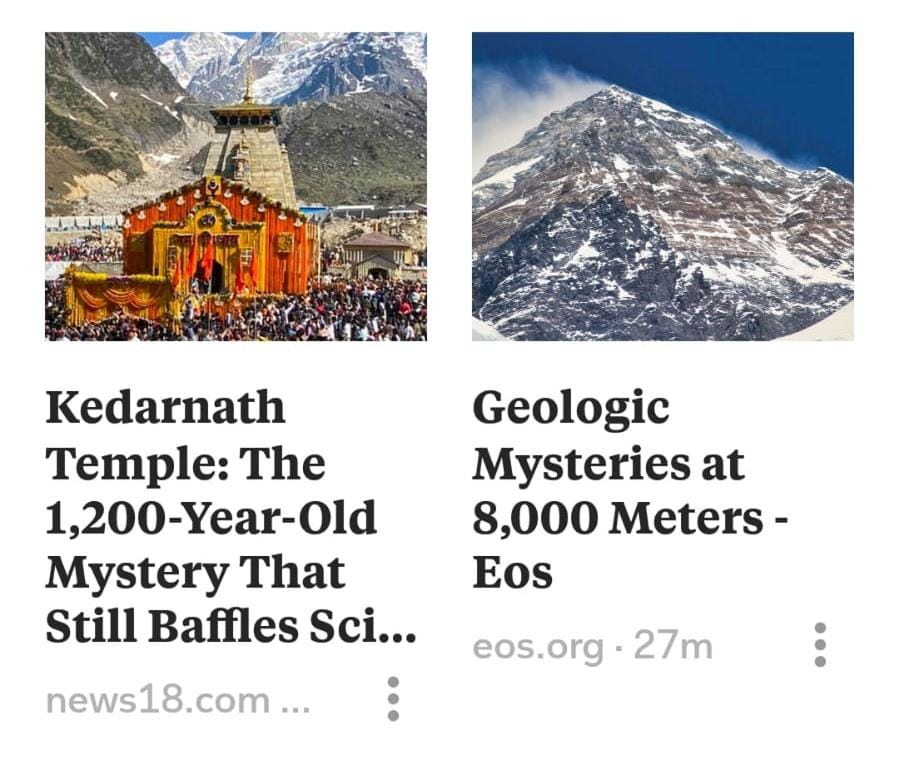 Kedarnath
Temple: The
1,200-Year-Old
Mystery That
Still Baffles Sci...
news18.com ...
Geologic
Mysteries at
8,000 Meters -
Eos
eos.org · 27m